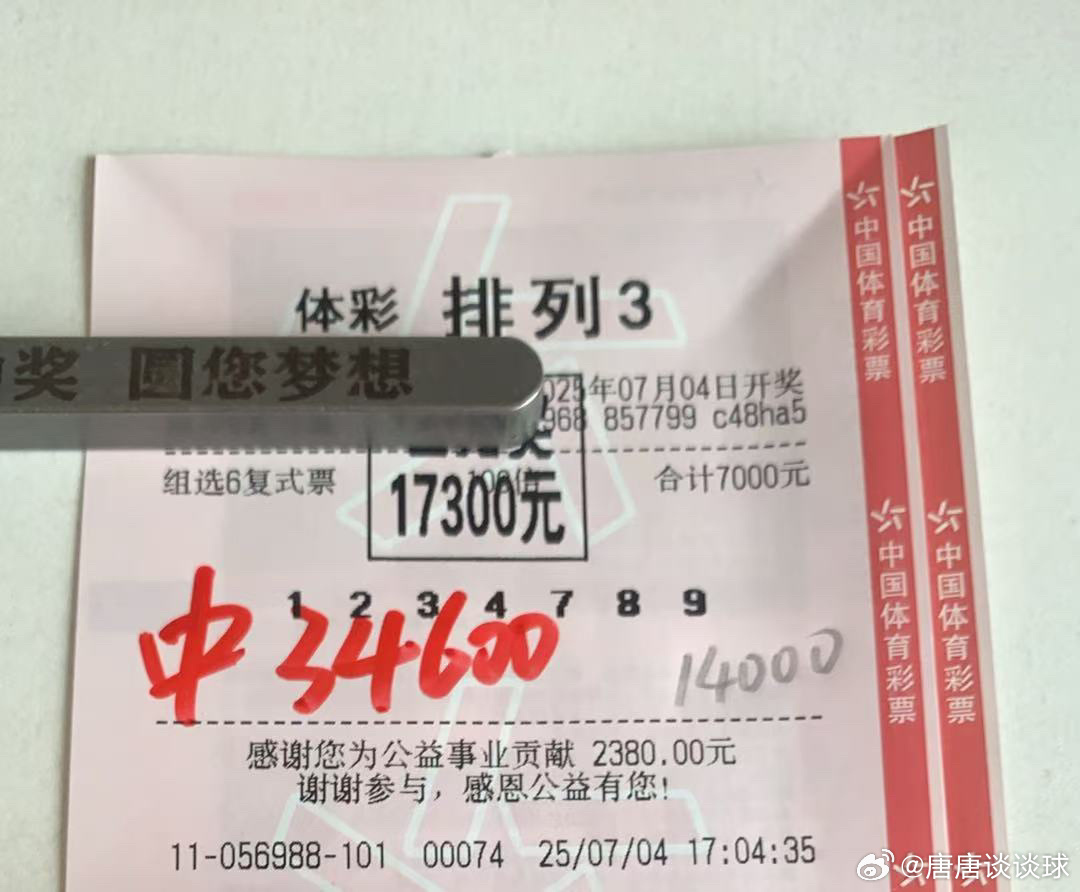 体彩 排列3
奖 圆您梦想
025年07月04日开奖
968 857799 c48ha5
组选6复式票 100倍 合计7000元
17300元
1 2 3 4 7 8 9
中34600
14000
感谢您为公益事业贡献 2380.00元
谢谢参与，感恩公益有您!
11-056988-101 00074 25/07/04 17:04:35
中国体育彩票
中国体育彩票
中国体育彩票
中国体育彩票
@唐唐谈谈球